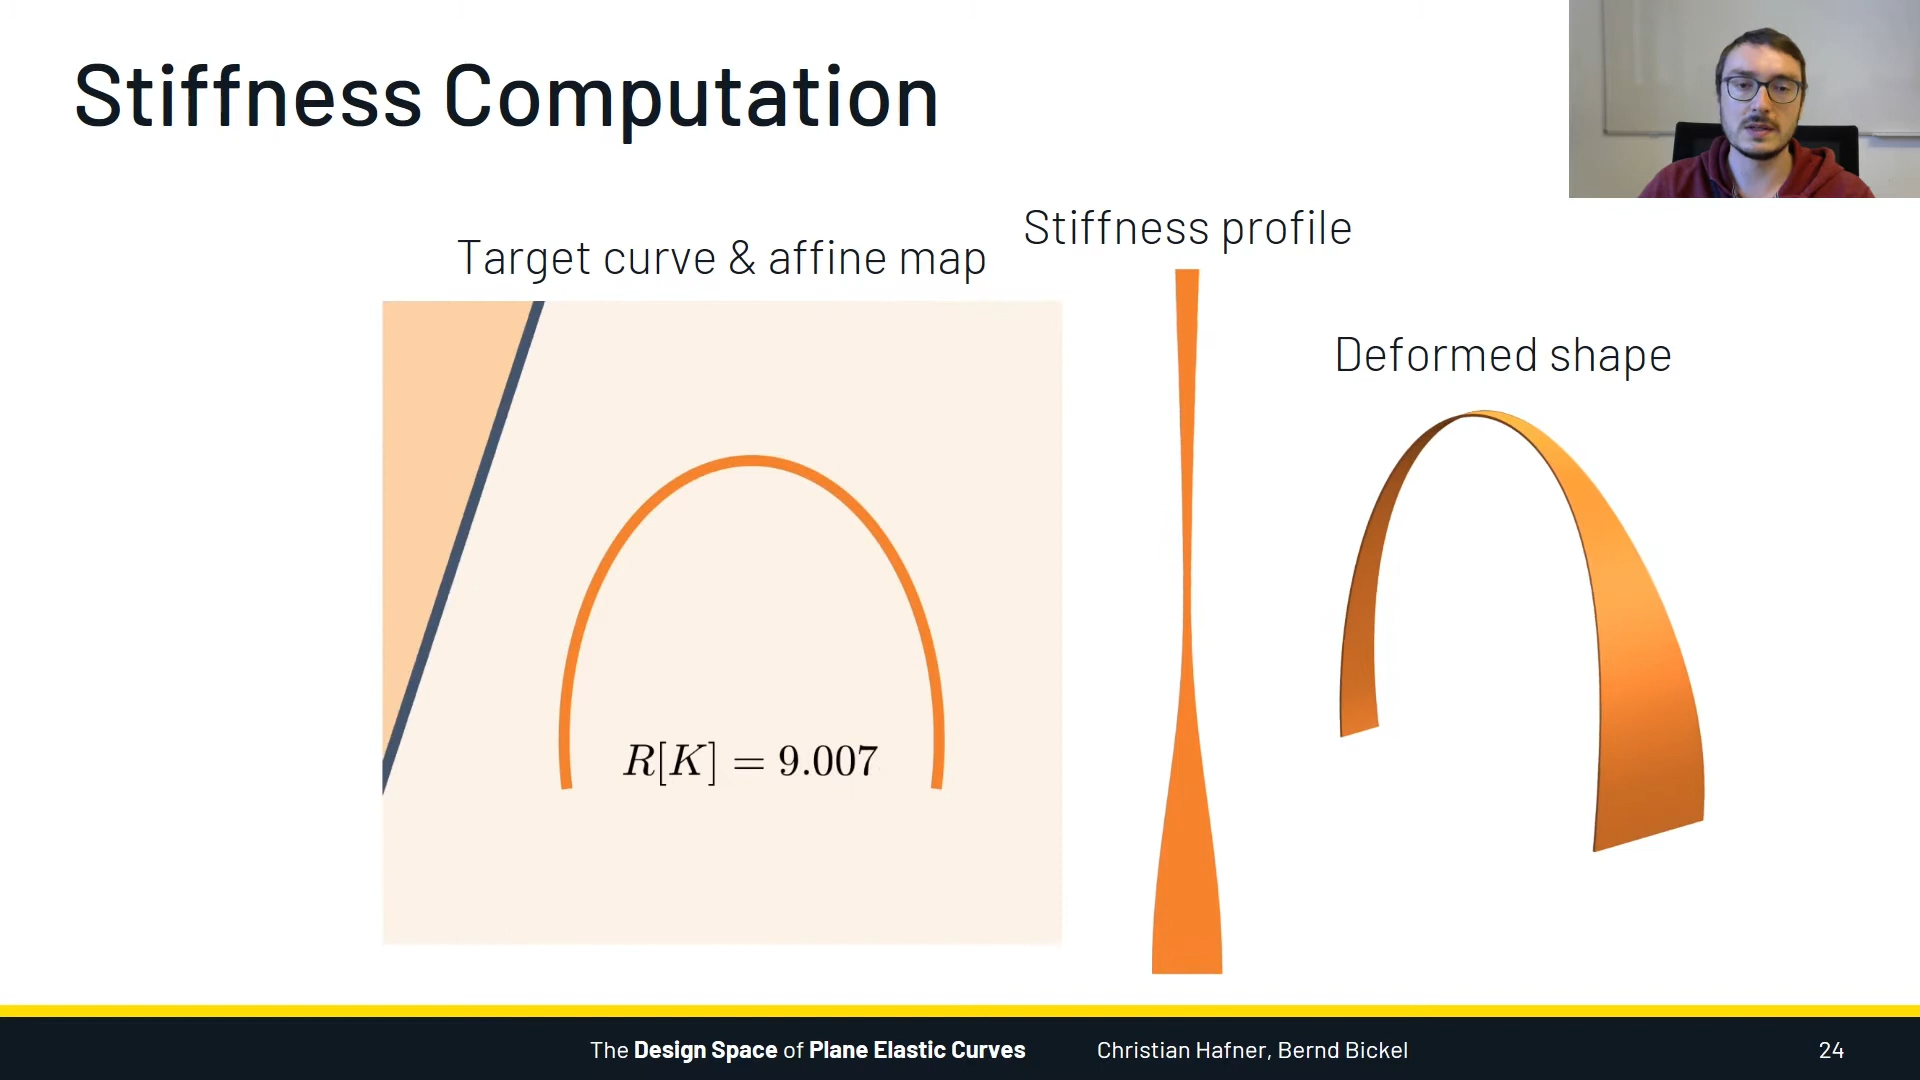 Stiffness Computation
Stiffness profile
Target curve & affine map
Deformed shape
R[K] = 9.007
The Design Space of Plane Elastic Curves
Christian Hafner, Bernd Bickel
24